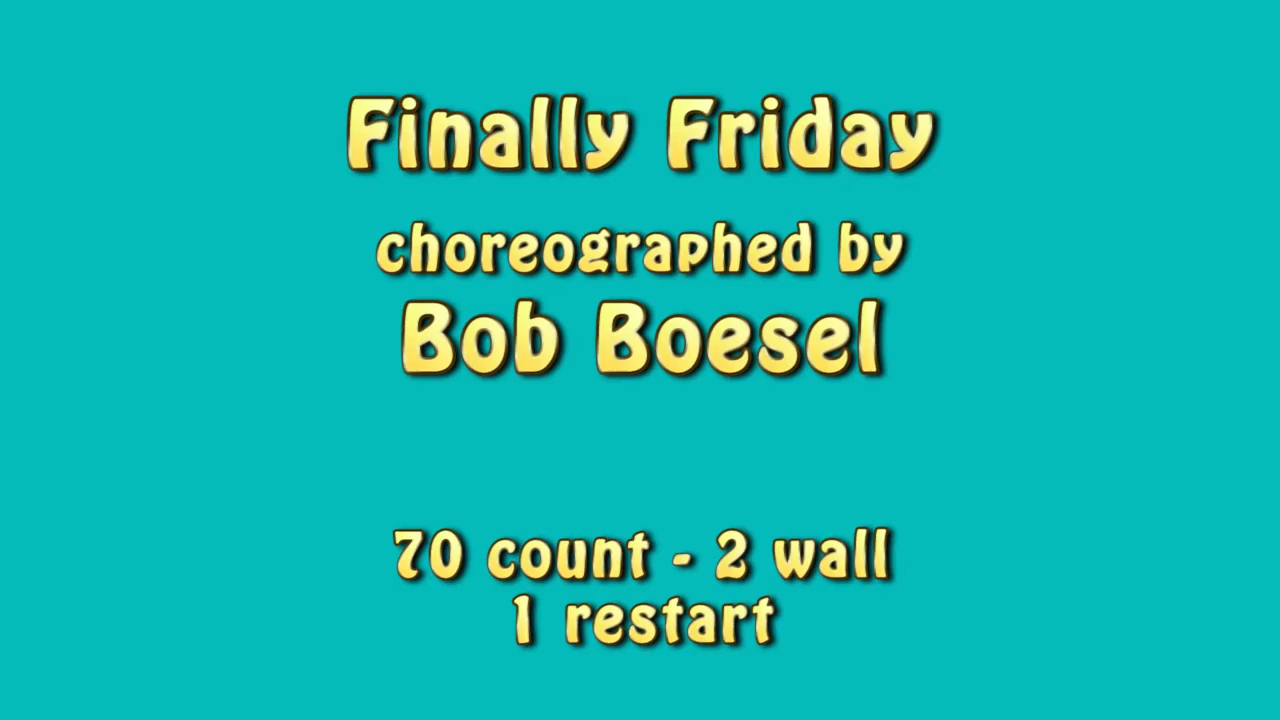 Finally Friday
choreographed by
Bob Boesel
70 count - 2 wall
1 restart